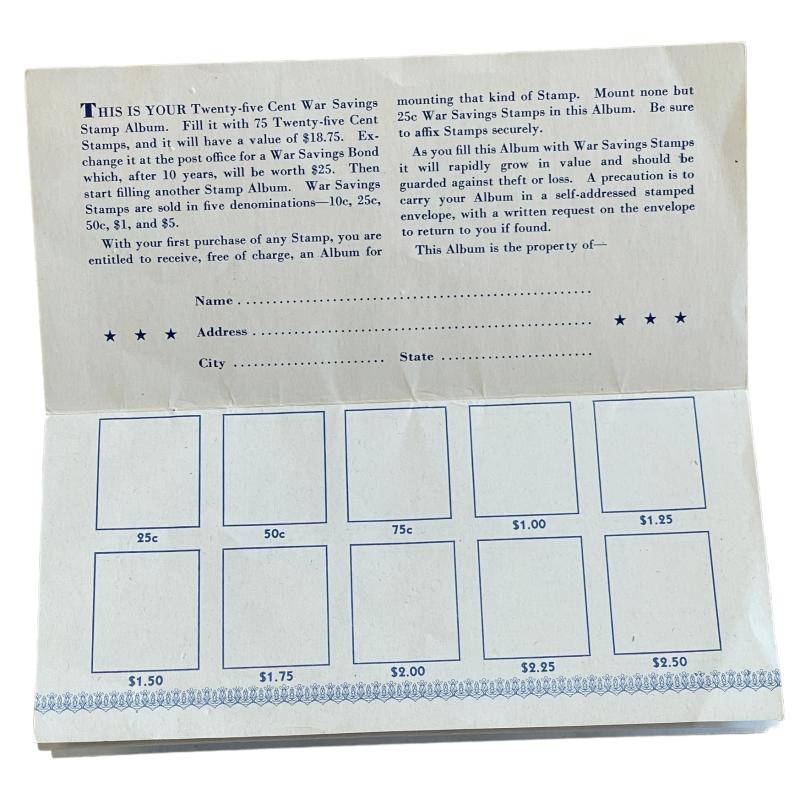 THIS IS YOUR Twenty-five Cent War Savings
Stamp Album. Fill it with 75 Twenty-five Cent
Stamps, and it will have a value of $18.75. Ex-
change it at the post office for a War Savings Bond
which, after 10 years, will be worth $25. Then
start filling another Stamp Album. War Savings
Stamps are sold in five denominations—10c, 25c,
50c, $1, and $5.
With your first purchase of any Stamp, you are
entitled to receive, free of charge, an Album for
mounting that kind of Stamp. Mount none but
25c War Savings Stamps in this Album. Be sure
to affix Stamps securely.
As you fill this Album with War Savings Stamps
it will rapidly grow in value and should be
guarded against theft or loss. A precaution is to
carry your Album in a self-addressed stamped
envelope, with a written request on the envelope
to return to you if found.
This Album is the property of—
Name
Address
City State
25c 50c 75c $1.00 $1.25
$1.50 $1.75 $2.00 $2.25 $2.50